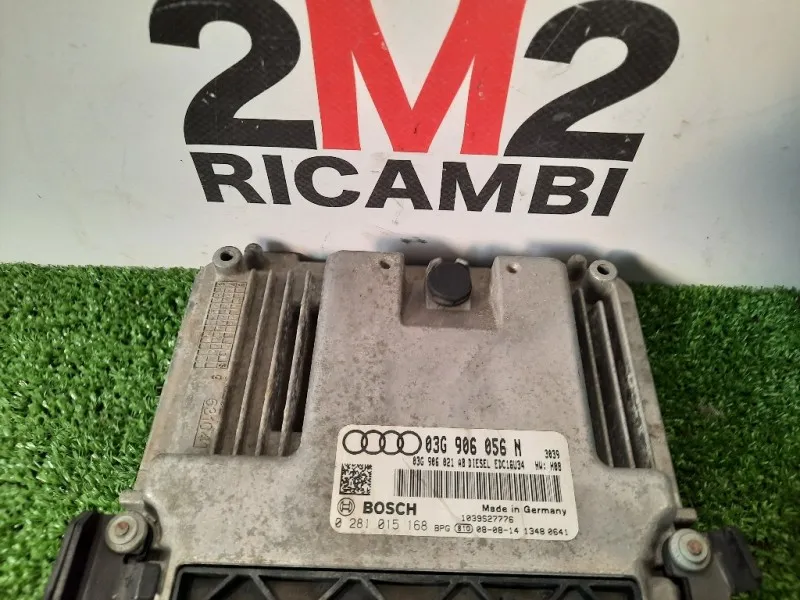 2M2
RICAMBI
03G 906 056 N 3039
03G 906 021 AB DIESEL EDC16U34 HW: H08
BOSCH Made in Germany
1039S27776
0 281 015 168 BPG 810 08-08-14 1348 0641